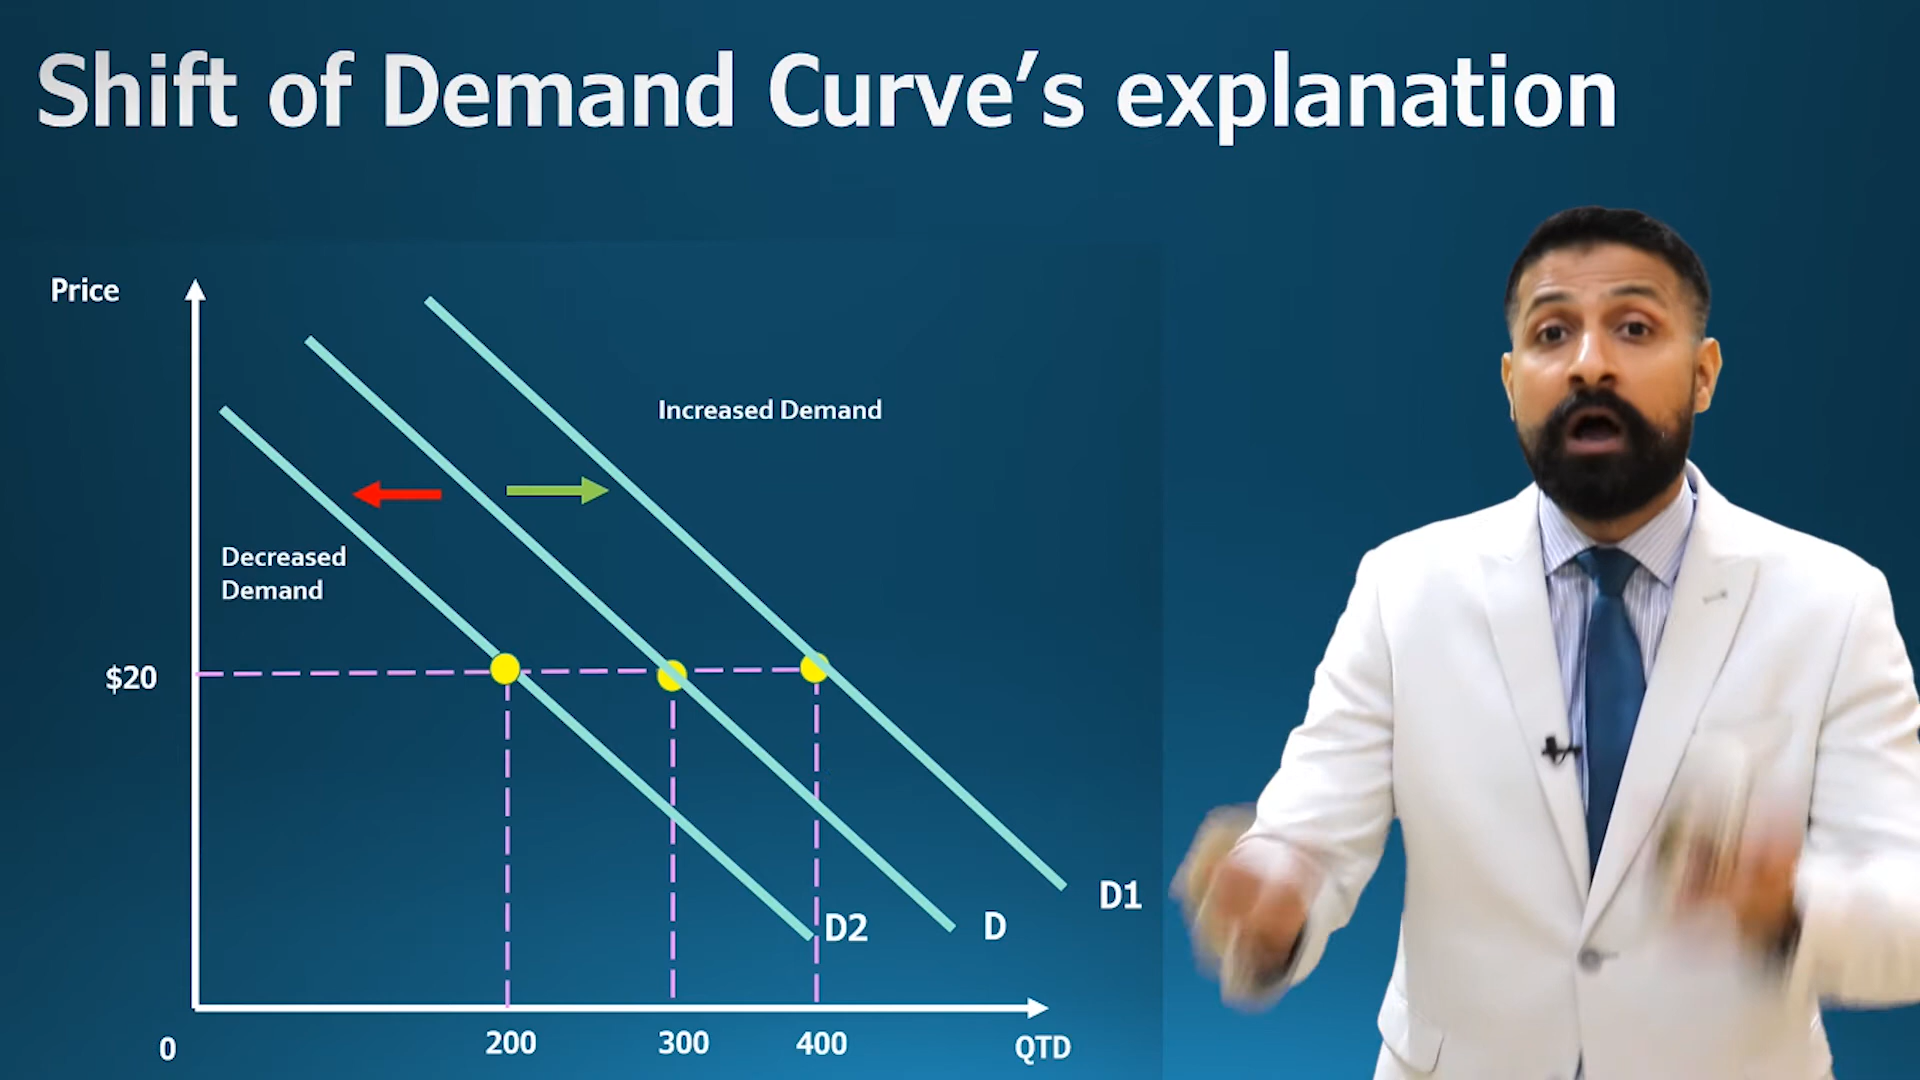 Shift of Demand Curve’s explanation
Price
Increased Demand
Decreased
Demand
$20
D1
D2
D
0
200
300
400
QTD